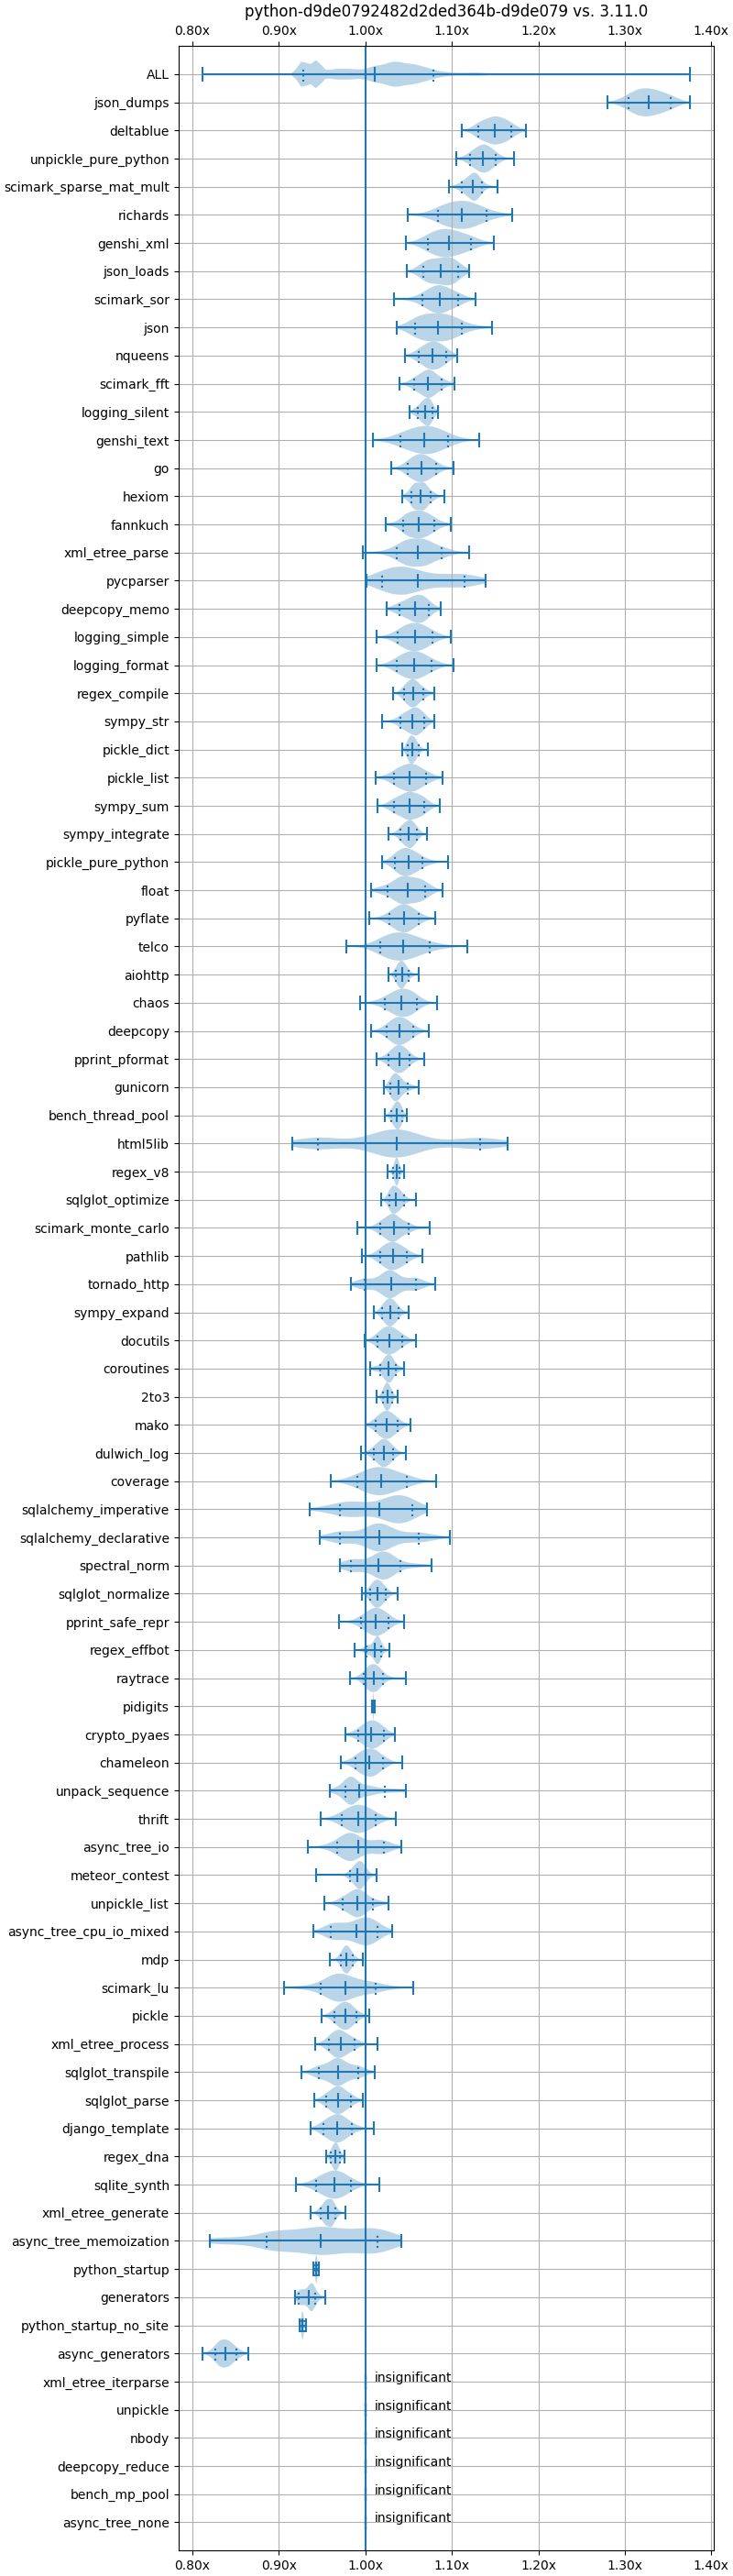 python-d9de0792482d2ded364b-d9de079 vs. 3.11.0
0.80x 0.90x 1.00x 1.10x 1.20x 1.30x 1.40x
ALL
json_dumps
deltablue
unpickle_pure_python
scimark_sparse_mat_mult
richards
genshi_xml
json_loads
scimark_sor
json
nqueens
scimark_fft
logging_silent
genshi_text
go
hexiom
fannkuch
xml_etree_parse
pycparser
deepcopy_memo
logging_simple
logging_format
regex_compile
sympy_str
pickle_dict
pickle_list
sympy_sum
sympy_integrate
pickle_pure_python
float
pyflate
telco
aiohttp
chaos
deepcopy
pprint_pformat
gunicorn
bench_thread_pool
html5lib
regex_v8
sqlglot_optimize
scimark_monte_carlo
pathlib
tornado_http
sympy_expand
docutils
coroutines
2to3
mako
dulwich_log
coverage
sqlalchemy_imperative
sqlalchemy_declarative
spectral_norm
sqlglot_normalize
pprint_safe_repr
regex_effbot
raytrace
pidigits
crypto_pyaes
chameleon
unpack_sequence
thrift
async_tree_io
meteor_contest
unpickle_list
async_tree_cpu_io_mixed
mdp
scimark_lu
pickle
xml_etree_process
sqlglot_transpile
sqlglot_parse
django_template
regex_dna
sqlite_synth
xml_etree_generate
async_tree_memoization
python_startup
generators
python_startup_no_site
async_generators
xml_etree_iterparse insignificant
unpickle insignificant
nbody insignificant
deepcopy_reduce insignificant
bench_mp_pool insignificant
async_tree_none insignificant
0.80x 0.90x 1.00x 1.10x 1.20x 1.30x 1.40x